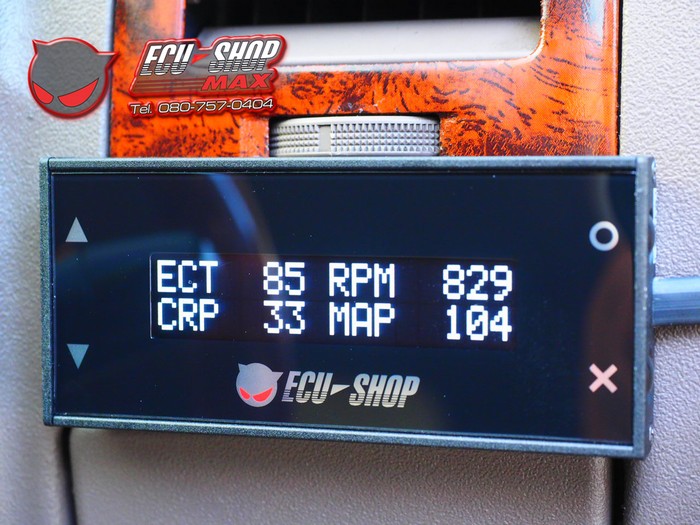 ECU-SHOP
MAX
Tel. 080-757-0404
ECT 85 RPM 829
CRP 33 MAP 104
ECU-SHOP